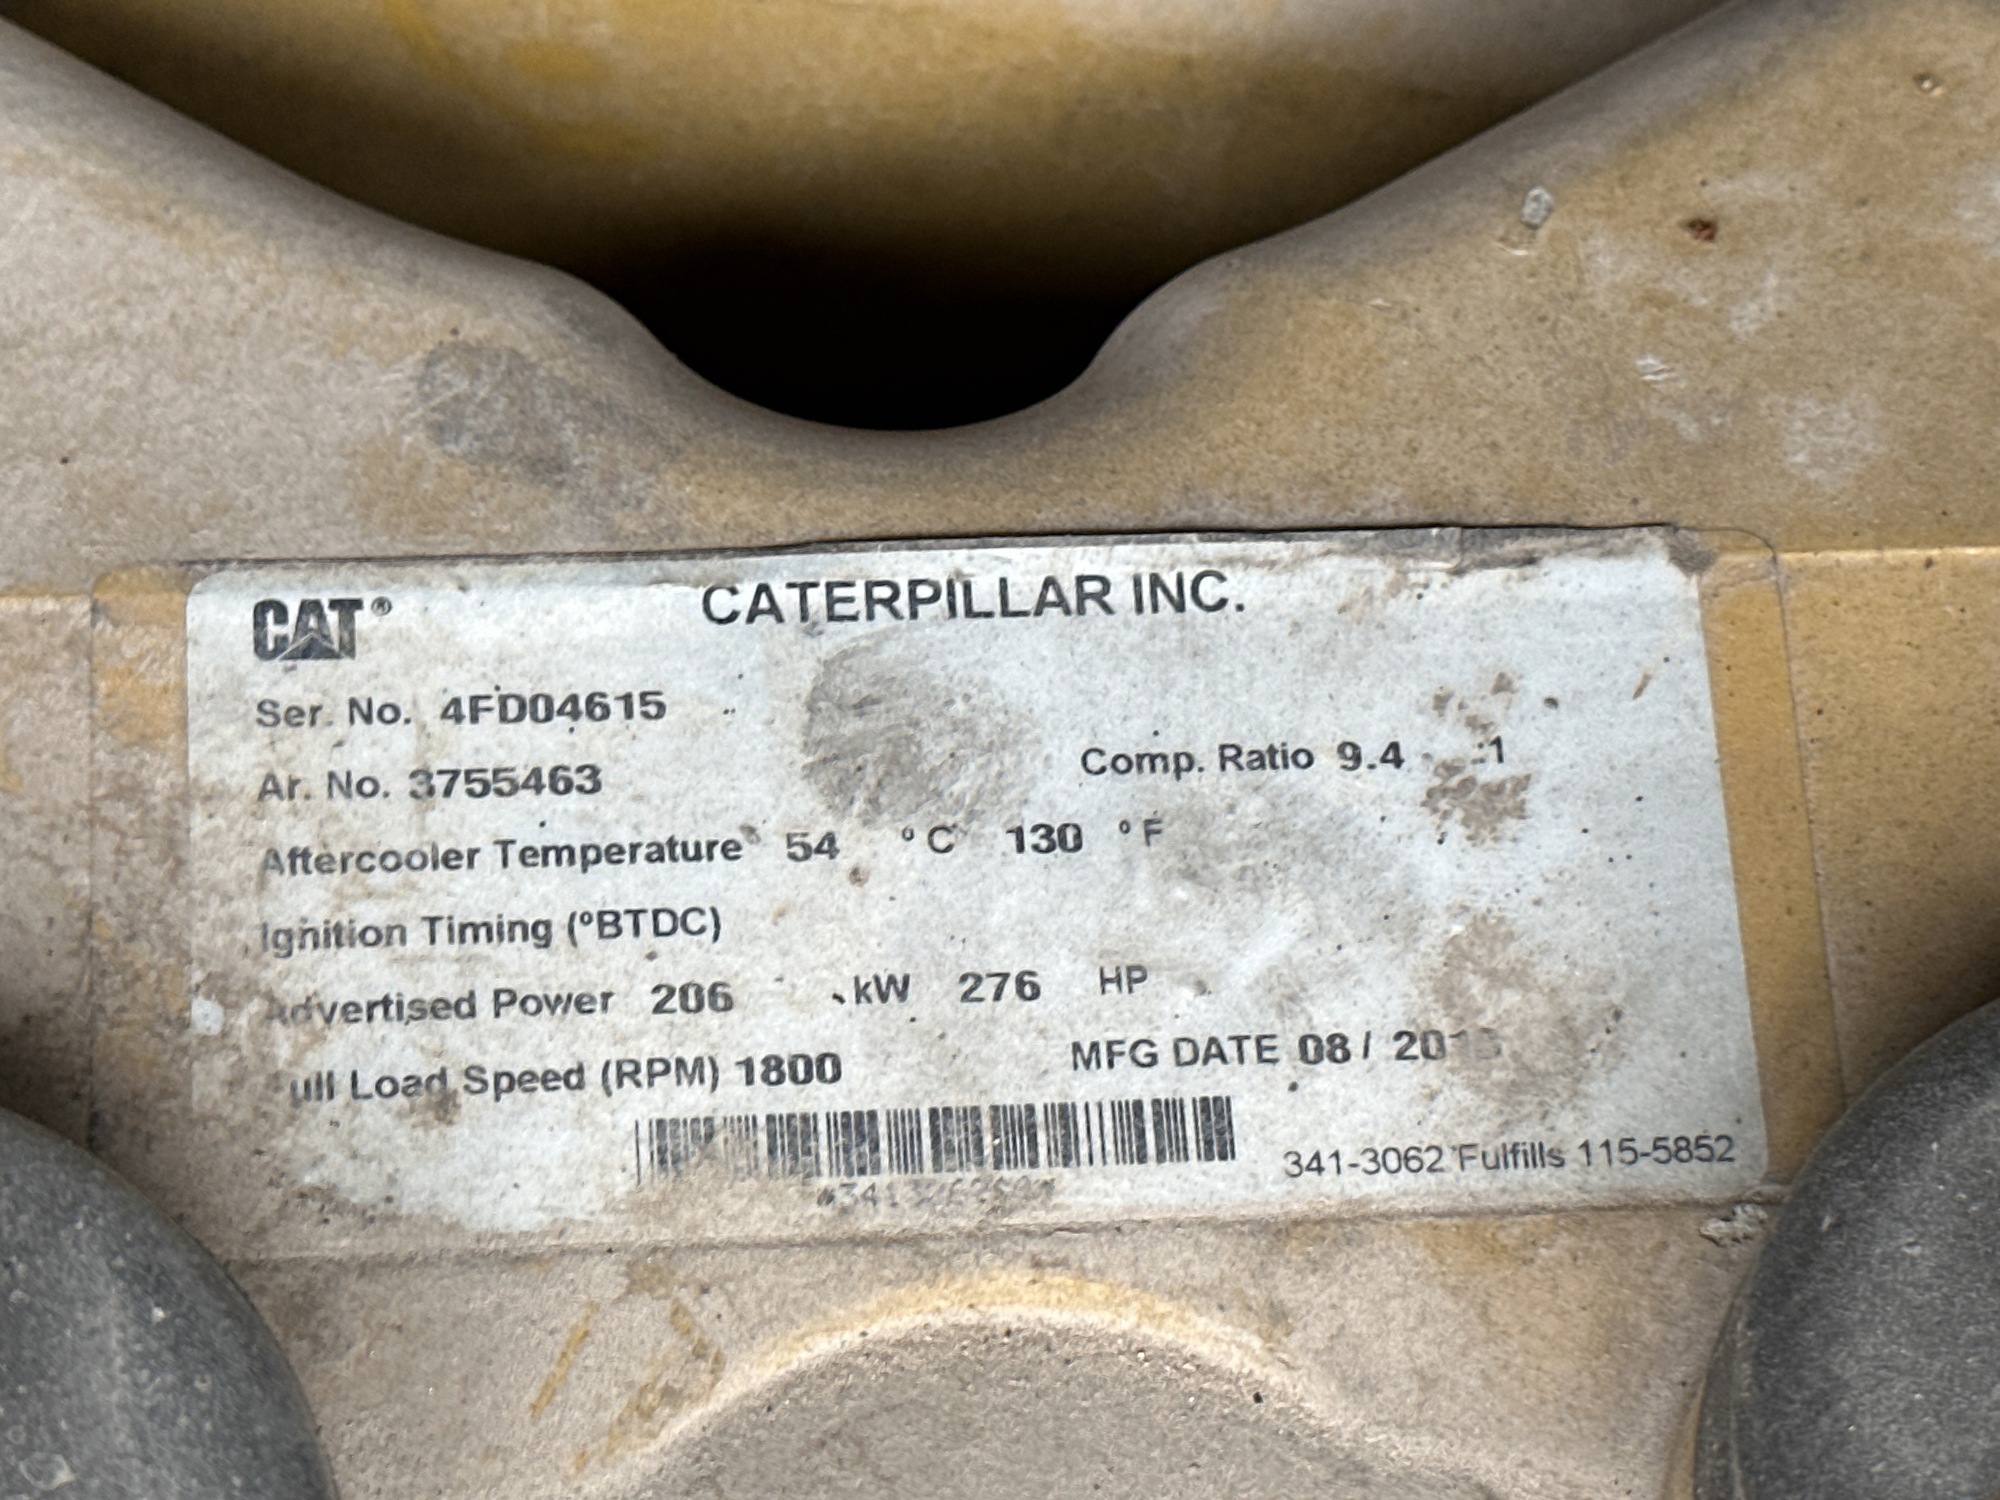 CAT®
CATERPILLAR INC.
Ser. No. 4FD04615
Ar. No. 3755463
Comp. Ratio 9.4 :1
Aftercooler Temperature 54 °C 130 °F
Ignition Timing (°BTDC)
Advertised Power 206 kW 276 HP
ull Load Speed (RPM) 1800
MFG DATE 08 /
341-3062 Fulfills 115-5852